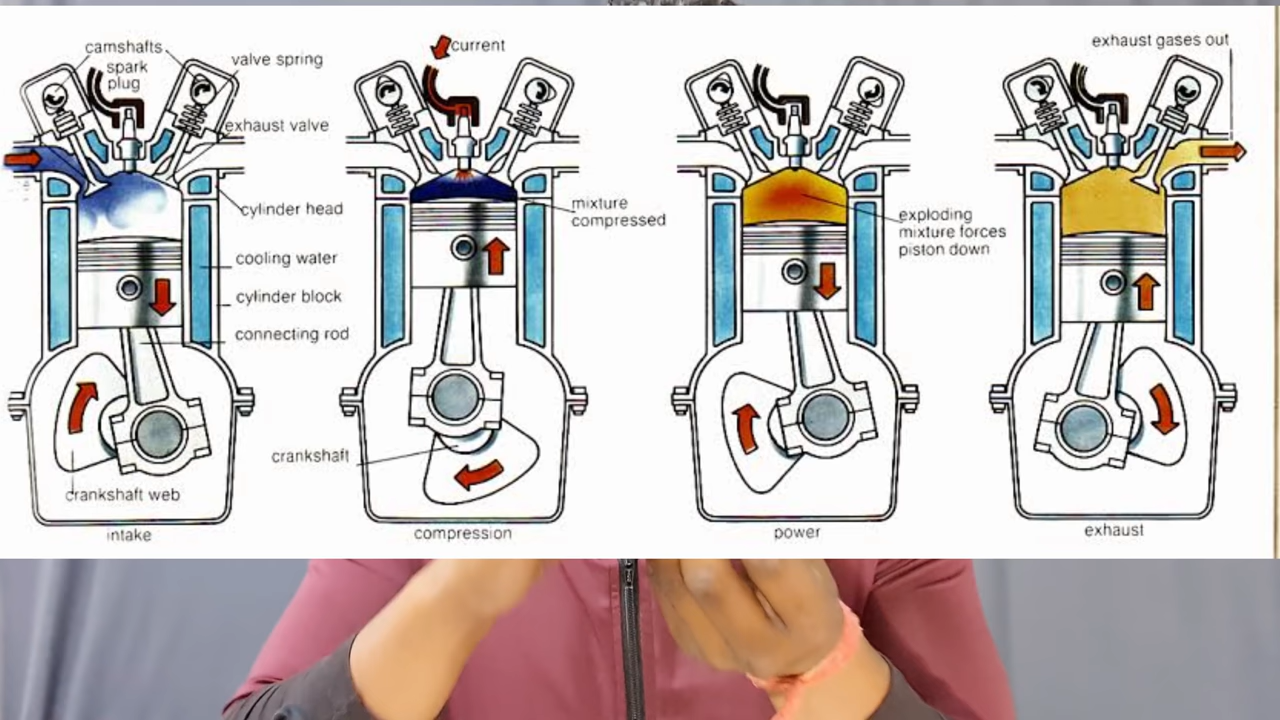 camshafts
spark
plug
valve spring
exhaust valve
cylinder head
cooling water
cylinder block
connecting rod
crankshaft web
intake
current
mixture
compressed
crankshaft
compression
exploding
mixture forces
piston down
power
exhaust gases out
exhaust